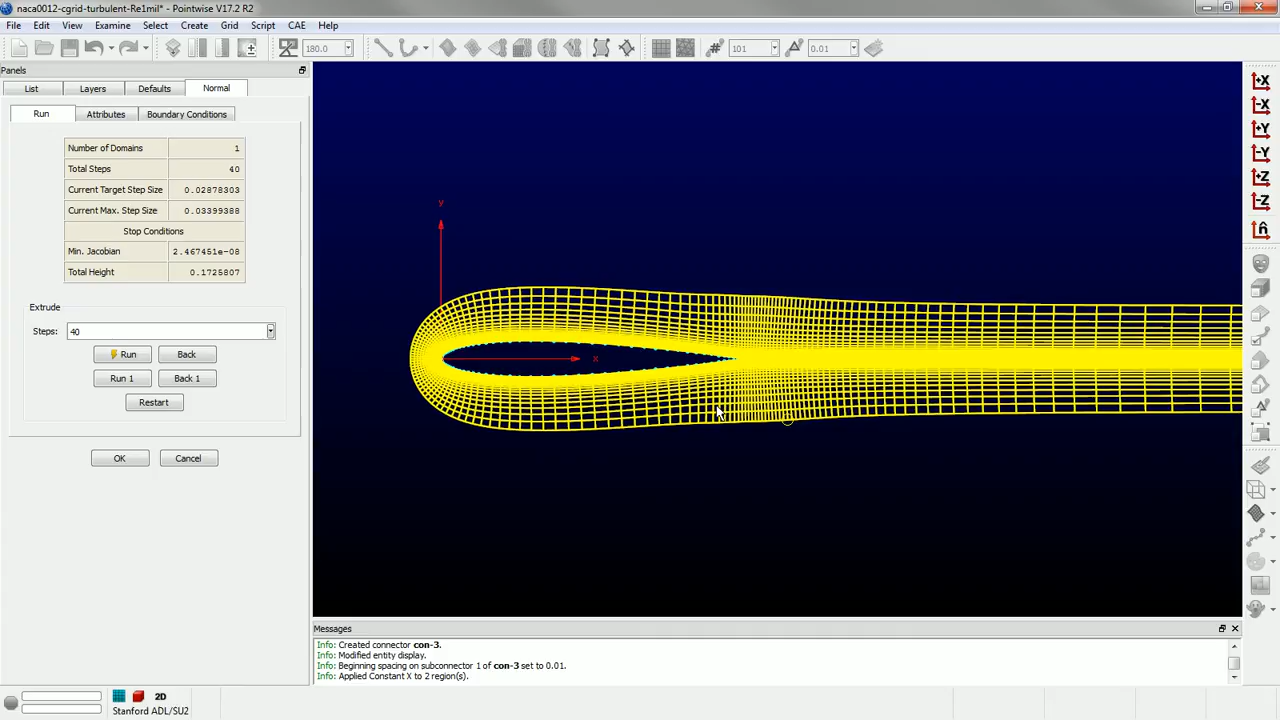 naca0012-cgrid-turbulent-Re1mil* - Pointwise V17.2 R2
File Edit View Examine Select Create Grid Script CAE Help
180.0 101 0.01
Panels
List Layers Defaults Normal
Run Attributes Boundary Conditions
Number of Domains 1
Total Steps 40
Current Target Step Size 0.02878303
Current Max. Step Size 0.03399388
Stop Conditions
Min. Jacobian 2.467451e-08
Total Height 0.1725807
Extrude
Steps: 40
Run Back
Run 1 Back 1
Restart
OK Cancel
y
x
+X
-X
+Y
-Y
+Z
-Z
n
Messages
Info: Created connector con-3.
Info: Modified entity display.
Info: Beginning spacing on subconnector 1 of con-3 set to 0.01.
Info: Applied Constant X to 2 region(s).
2D
Stanford ADL/SU2